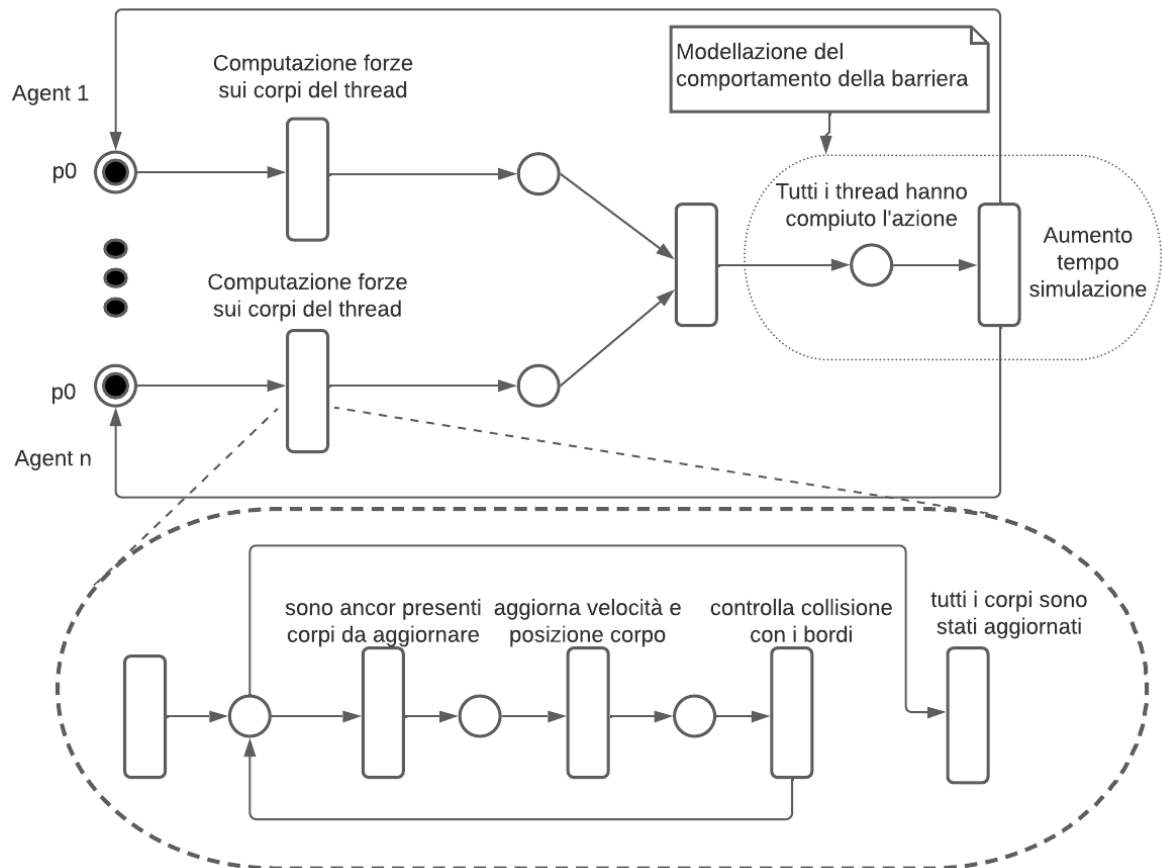 Modellazione del
comportamento della barriera
Computazione forze
sui corpi del thread
Agent 1
p0
Tutti i thread hanno
compiuto l'azione
Aumento
tempo
simulazione
Computazione forze
sui corpi del thread
p0
Agent n
sono ancor presenti
corpi da aggiornare
aggiorna velocità e
posizione corpo
controlla collisione
con i bordi
tutti i corpi sono
stati aggiornati